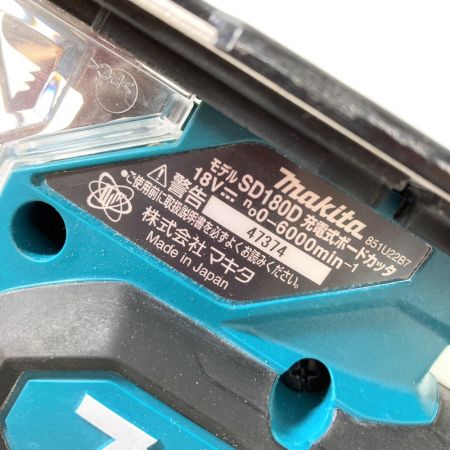 makita
851U22B7
モデル SD180D 充電式ボードカッタ
18V⎓ n₀0-6000min⁻¹
47374
⚠警告
ご使用前に取扱説明書を必ずよくお読みください。
株式会社 マキタ
Made in Japan